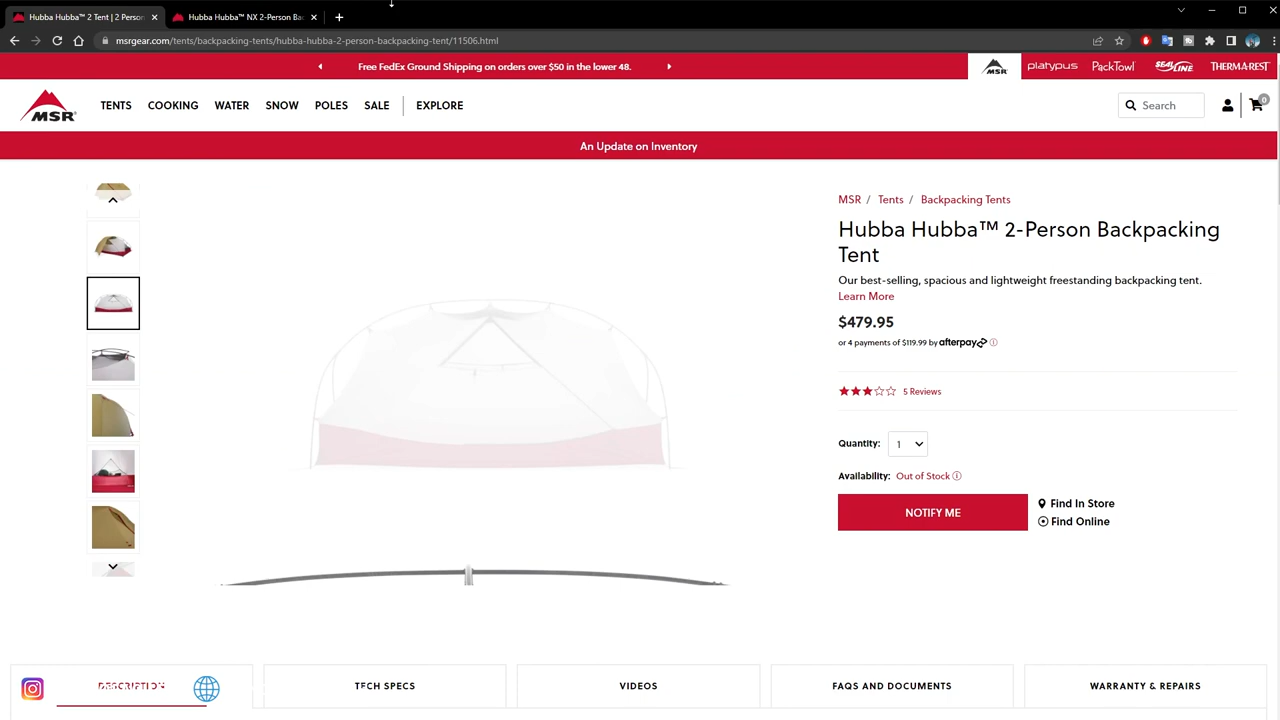 Hubba Hubba™ 2 Tent | 2 Person
Hubba Hubba™ NX 2-Person Ba
msrgear.com/tents/backpacking-tents/hubba-hubba-2-person-backpacking-tent/11506.html
Free FedEx Ground Shipping on orders over $50 in the lower 48.
MSR
platypus
PACKTOWL
SEALLINE
THERMAREST
MSR
TENTS
COOKING
WATER
SNOW
POLES
SALE
EXPLORE
Search
0
An Update on Inventory
MSR / Tents / Backpacking Tents
Hubba Hubba™ 2-Person Backpacking
Tent
Our best-selling, spacious and lightweight freestanding backpacking tent.
Learn More
$479.95
or 4 payments of $119.99 by afterpay
5 Reviews
Quantity: 1
Availability: Out of Stock
NOTIFY ME
Find In Store
Find Online
DESCRIPTION
TECH SPECS
VIDEOS
FAQS AND DOCUMENTS
WARRANTY & REPAIRS